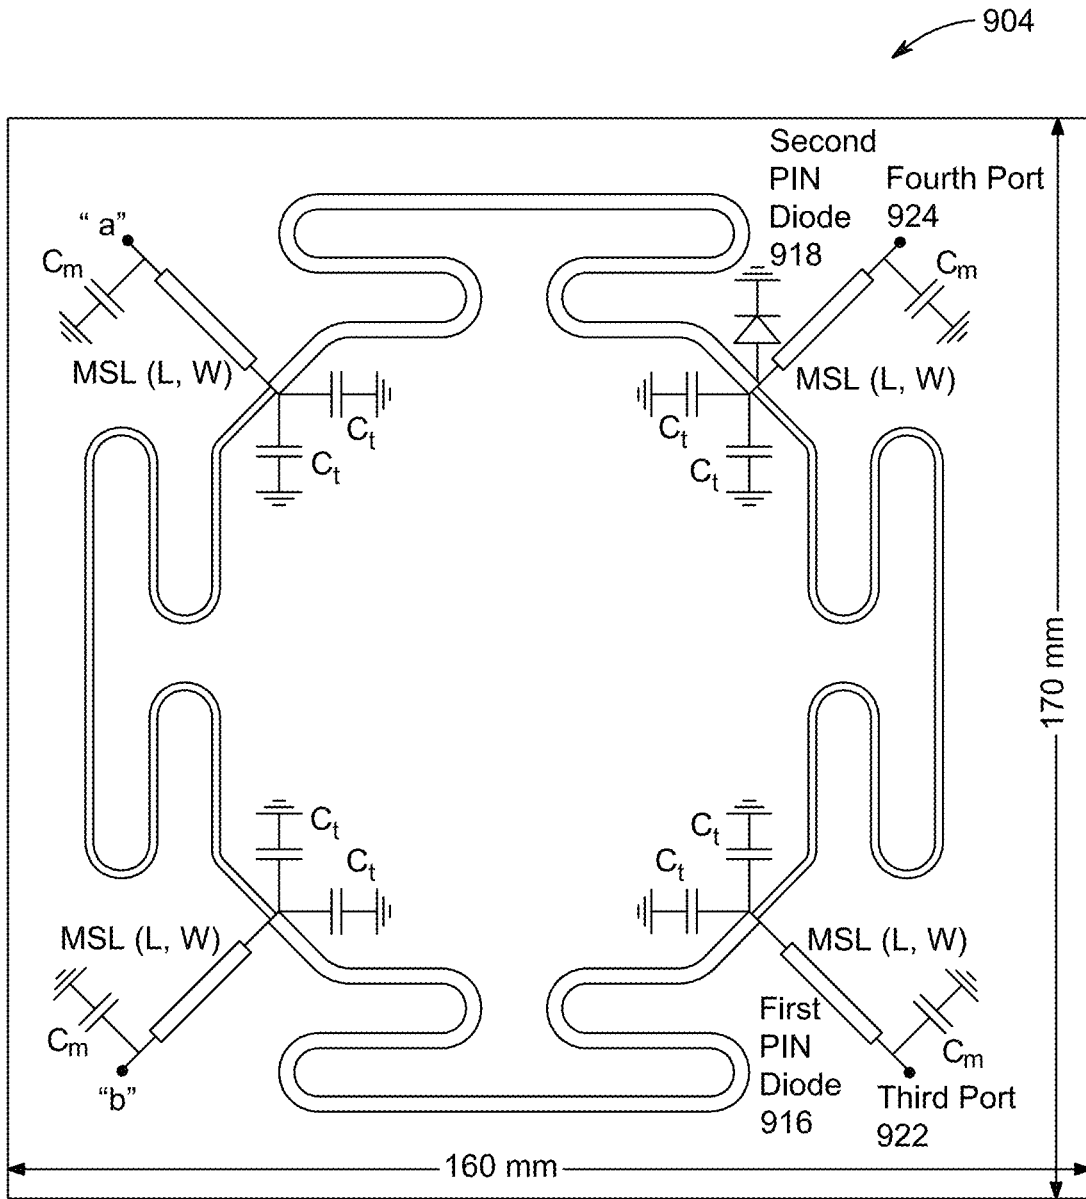 904
Second
PIN
Diode
918
Fourth Port
924
“ a”
Cm
Cm
MSL (L, W)
MSL (L, W)
Ct
Ct
Ct
Ct
170 mm
Ct
Ct
Ct
Ct
MSL (L, W)
MSL (L, W)
Cm
Cm
“b”
First
PIN
Diode
916
Third Port
922
160 mm